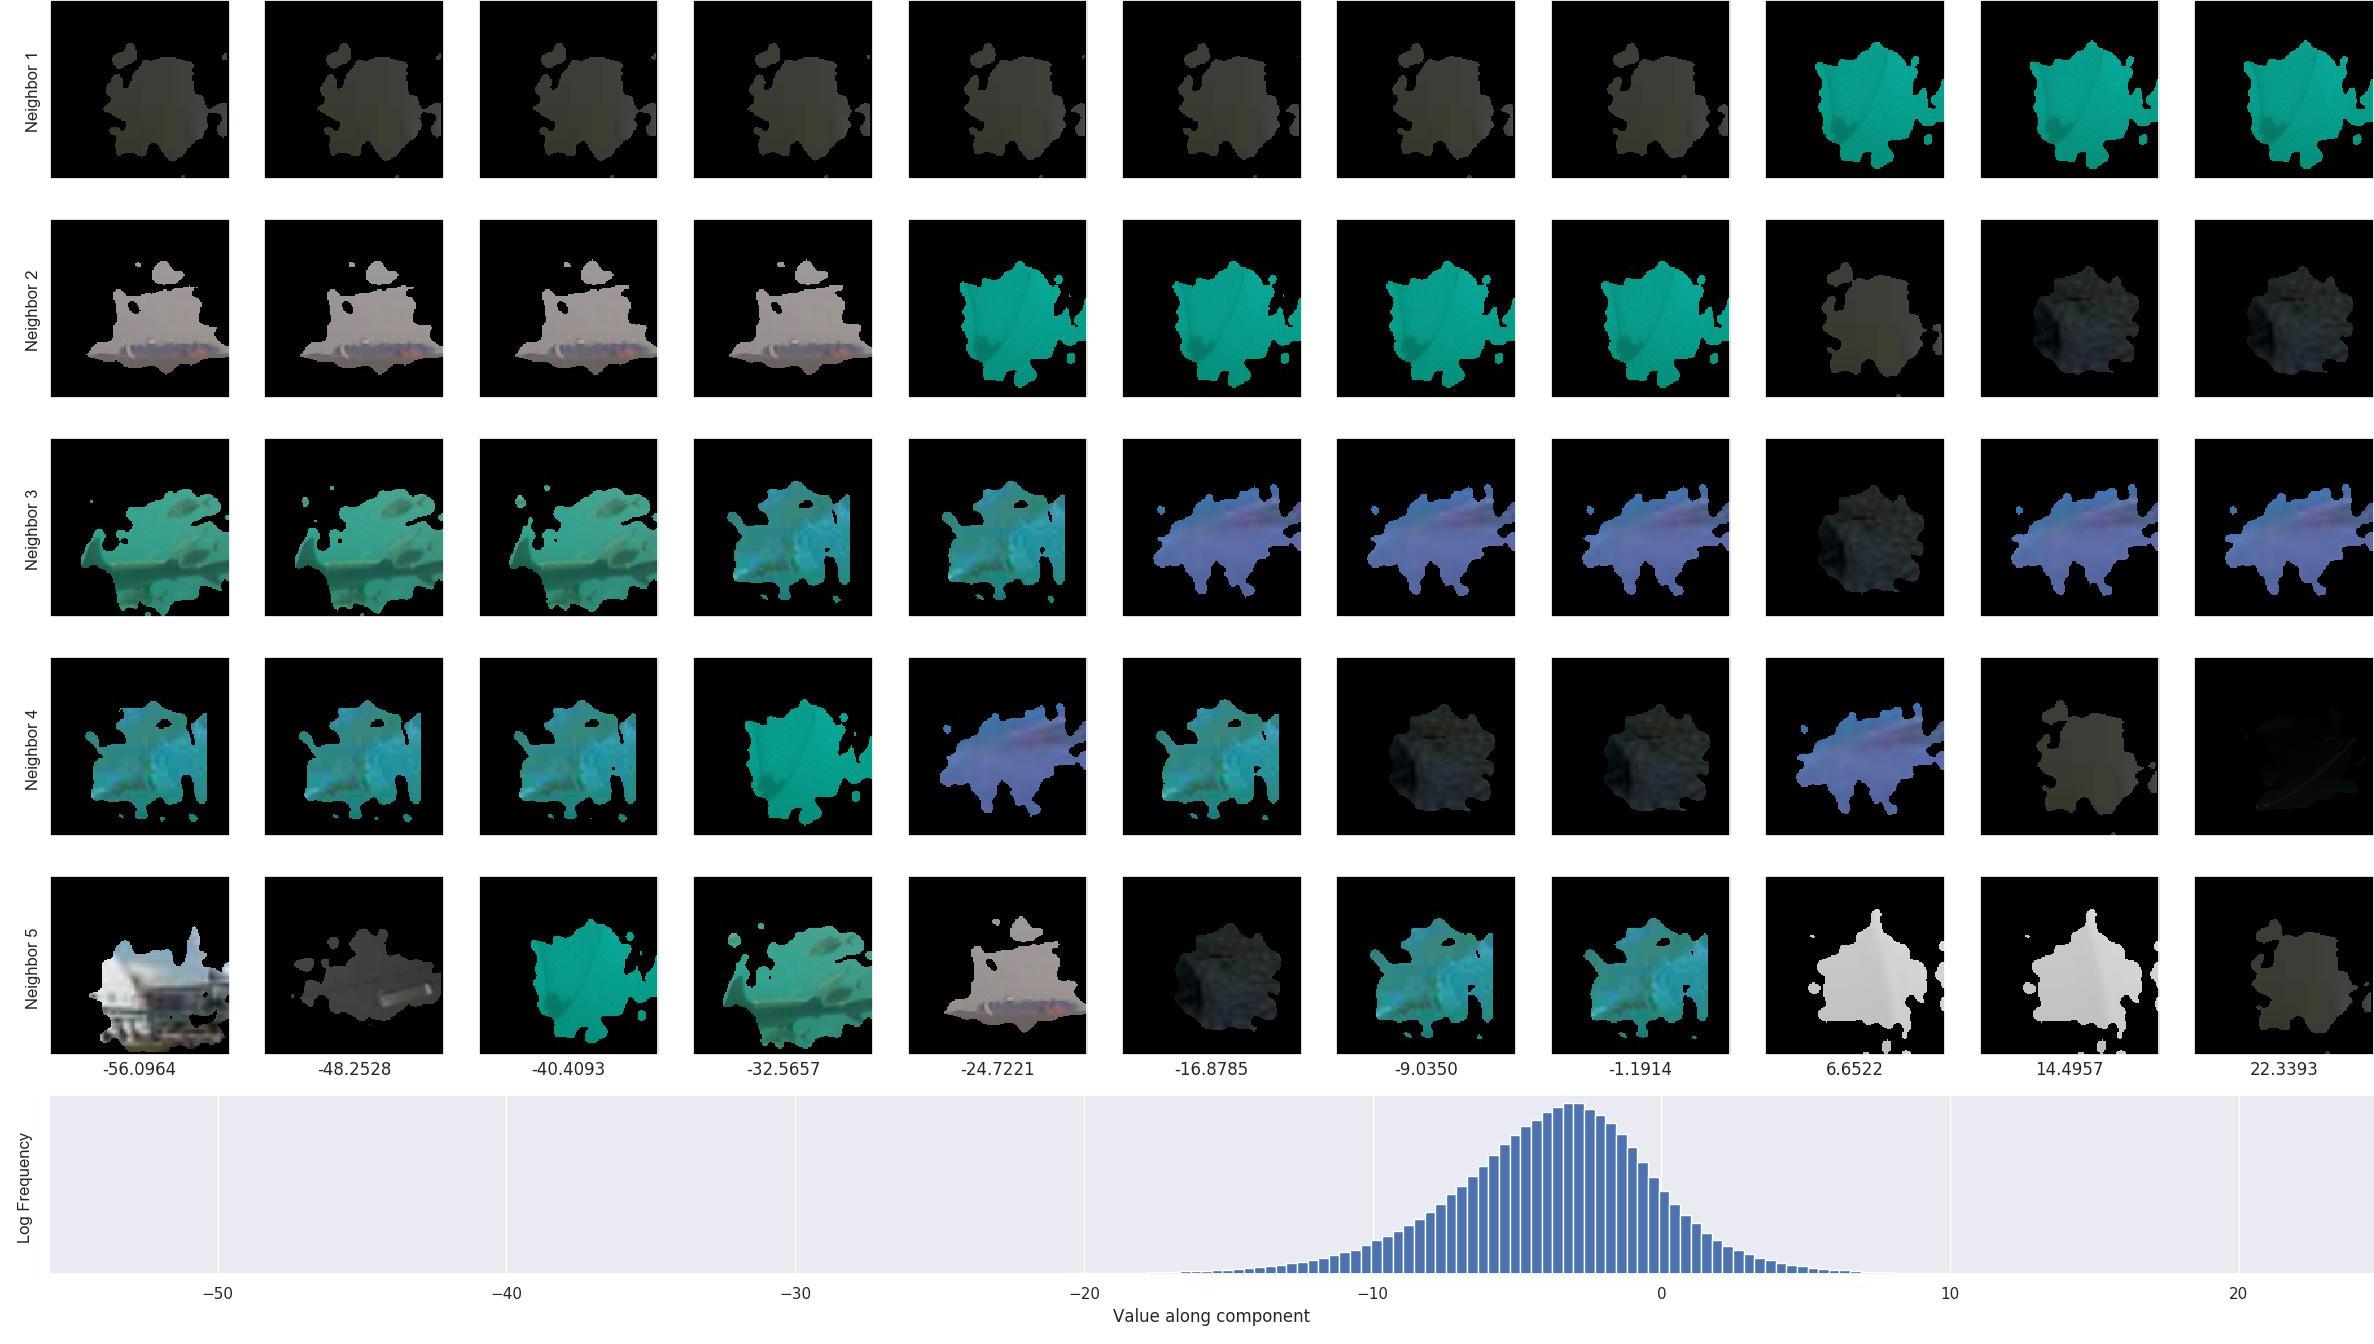 Neighbor 1
Neighbor 2
Neighbor 3
Neighbor 4
Neighbor 5
-56.0964 -48.2528 -40.4093 -32.5657 -24.7221 -16.8785 -9.0350 -1.1914 6.6522 14.4957 22.3393
Log Frequency
−50 −40 −30 −20 −10 0 10 20
Value along component